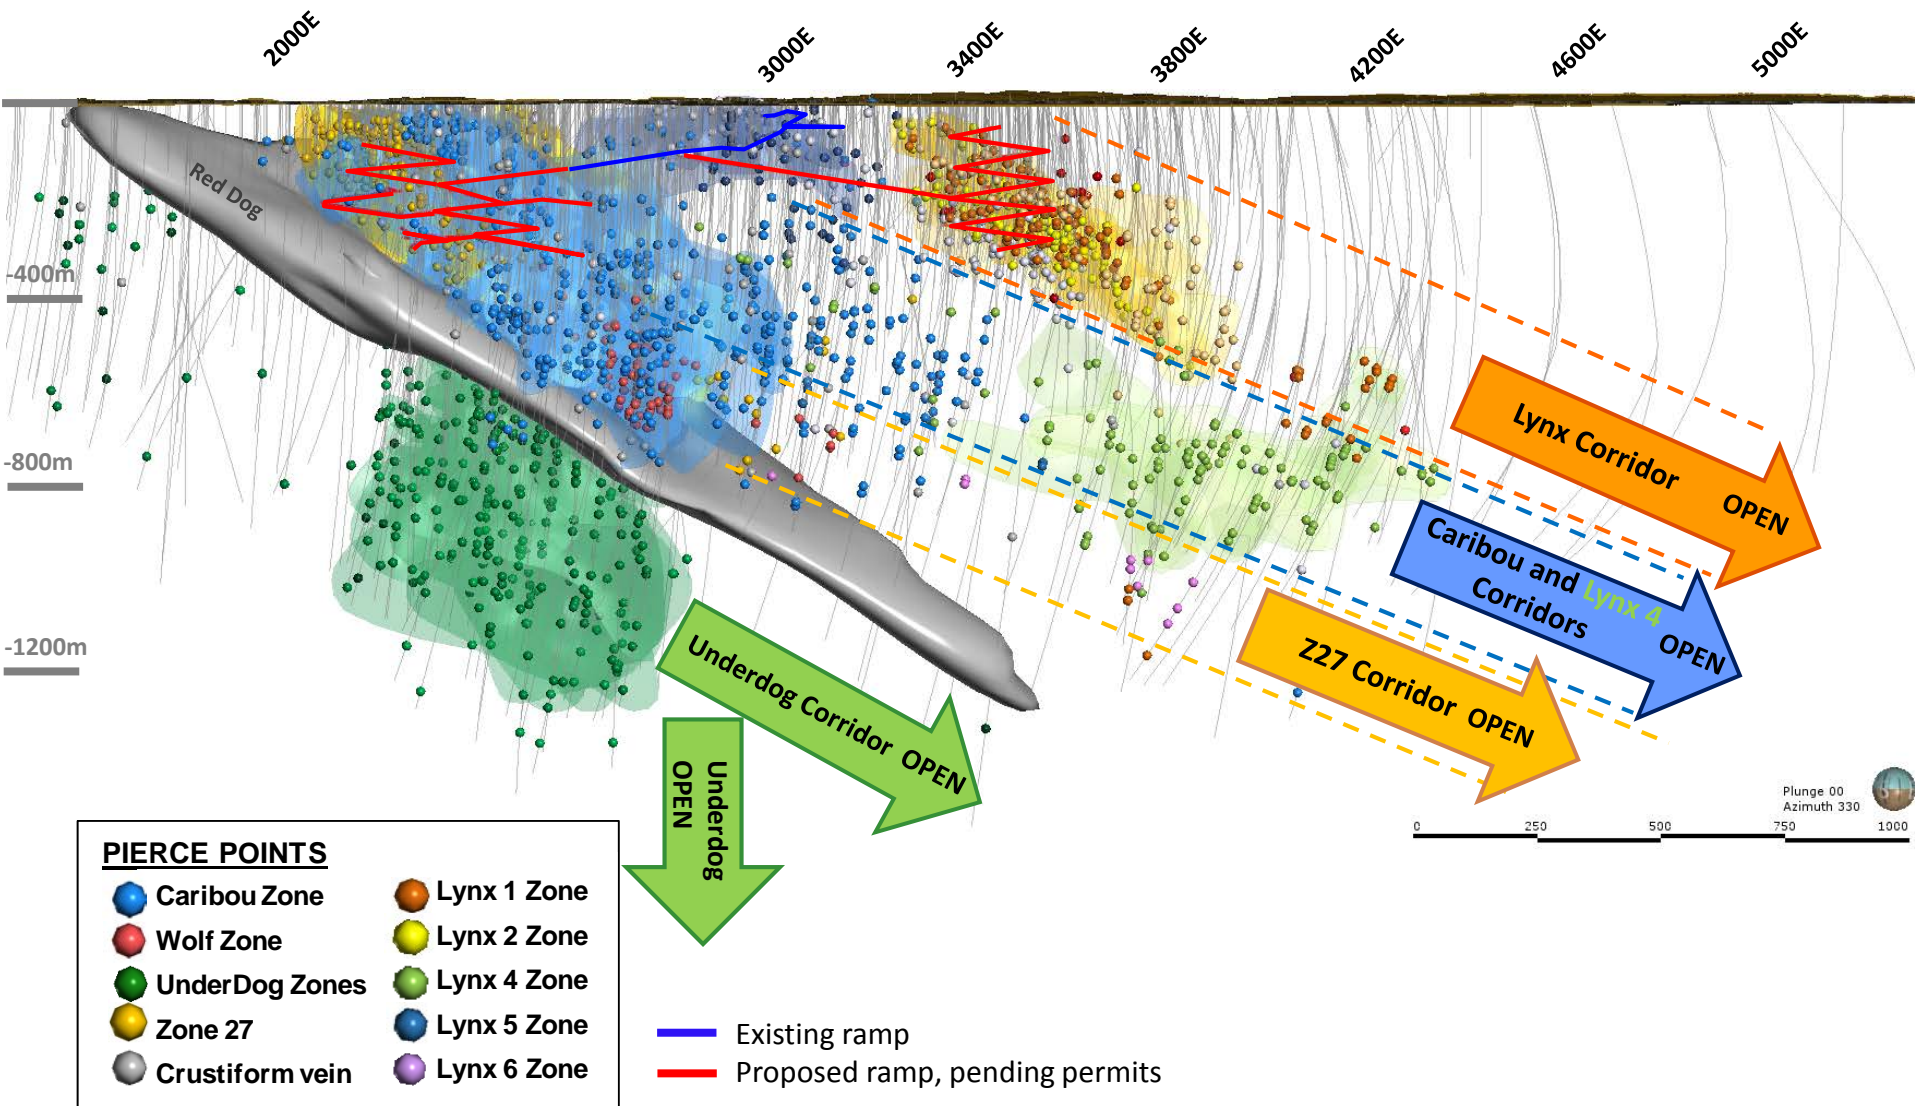 2000E
3000E
3400E
3800E
4200E
4600E
5000E
Red Dog
-400m
-800m
-1200m
Lynx Corridor OPEN
Caribou and Lynx 4
Corridors OPEN
Z27 Corridor OPEN
Underdog Corridor OPEN
Underdog
OPEN
Plunge 00
Azimuth 330
0 250 500 750 1000
PIERCE POINTS
Caribou Zone
Wolf Zone
UnderDog Zones
Zone 27
Crustiform vein
Lynx 1 Zone
Lynx 2 Zone
Lynx 4 Zone
Lynx 5 Zone
Lynx 6 Zone
Existing ramp
Proposed ramp, pending permits